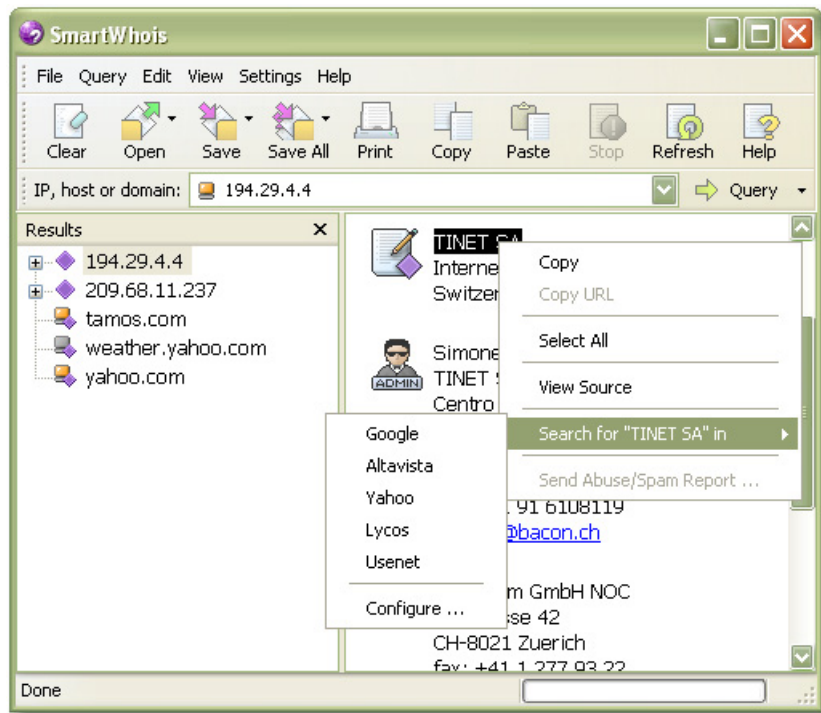 SmartWhois
File Query Edit View Settings Help
Clear Open Save Save All Print Copy Paste Stop Refresh Help
IP, host or domain: 194.29.4.4 Query
Results
194.29.4.4
209.68.11.237
tamos.com
weather.yahoo.com
yahoo.com
TINET SA
Interne
Switzer
Simone
ADMIN TINET
Centro
Copy
Copy URL
Select All
View Source
Search for "TINET SA" in
Send Abuse/Spam Report ...
Google
Altavista
Yahoo
Lycos
Usenet
Configure ...
91 6108119
@bacon.ch
m GmbH NOC
sse 42
CH-8021 Zuerich
fax: +41 1 277 93 22
Done